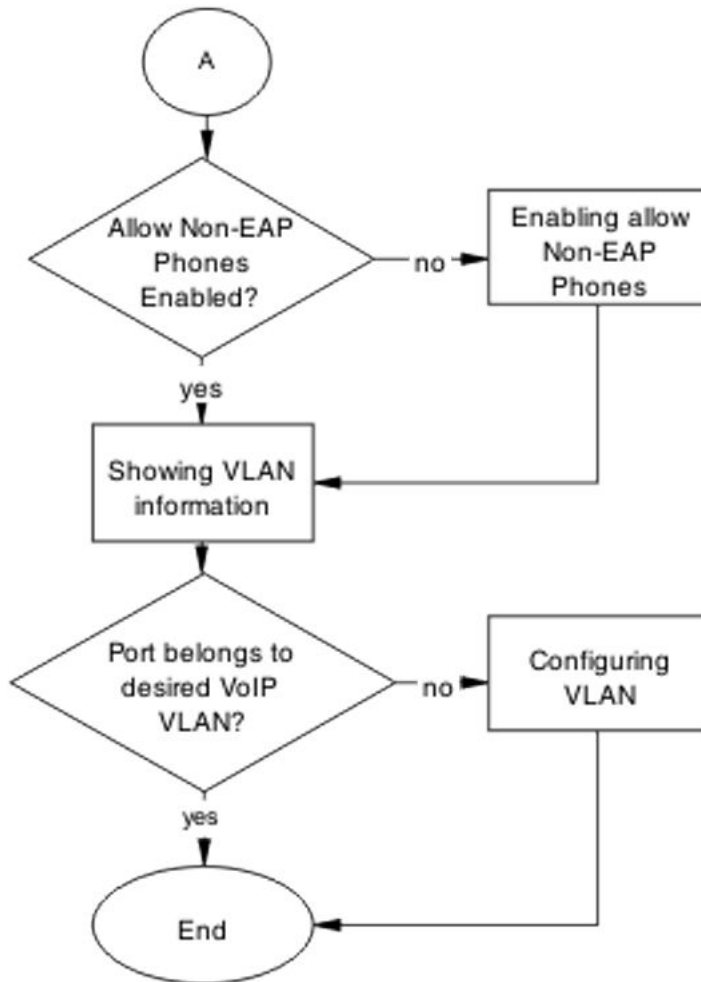 A
Allow Non-EAP
Phones
Enabled?
no
Enabling allow
Non-EAP
Phones
yes
Showing VLAN
information
Port belongs to
desired VoIP
VLAN?
no
Configuring
VLAN
yes
End